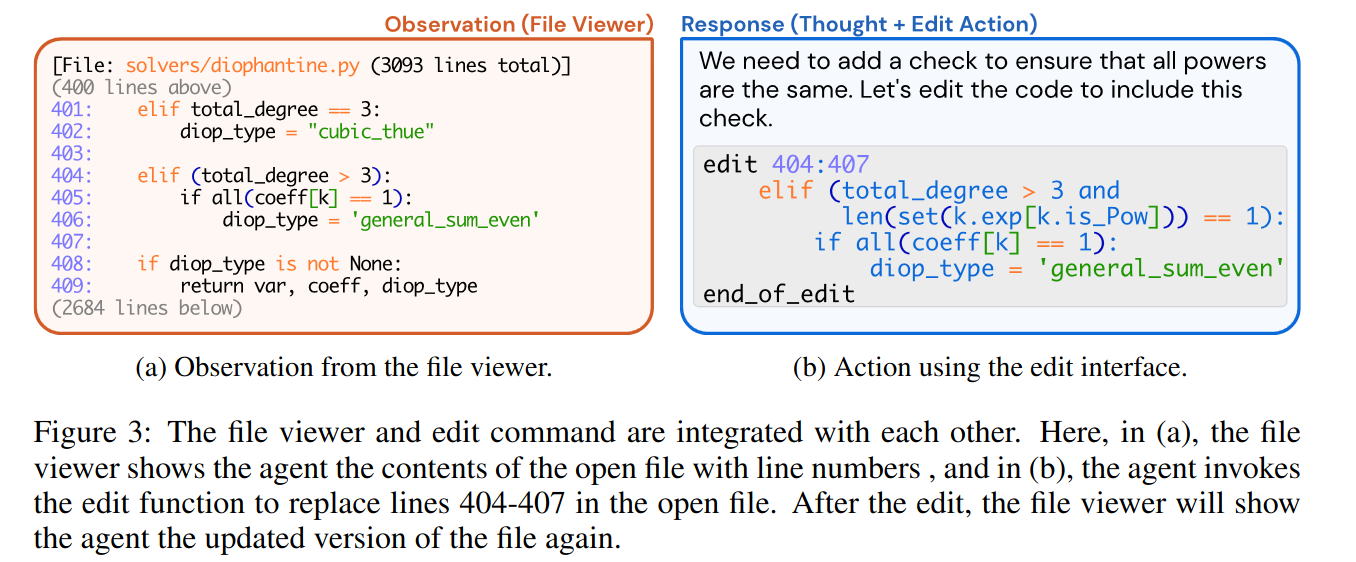 Observation (File Viewer)
[File: solvers/diophantine.py (3093 lines total)]
(400 lines above)
401:    elif total_degree == 3:
402:        diop_type = "cubic_thue"
403:
404:    elif (total_degree > 3):
405:        if all(coeff[k] == 1):
406:            diop_type = 'general_sum_even'
407:
408:    if diop_type is not None:
409:        return var, coeff, diop_type
(2684 lines below)
(a) Observation from the file viewer.
Response (Thought + Edit Action)
We need to add a check to ensure that all powers
are the same. Let's edit the code to include this
check.
edit 404:407
    elif (total_degree > 3 and
          len(set(k.exp[k.is_Pow])) == 1):
        if all(coeff[k] == 1):
            diop_type = 'general_sum_even'
end_of_edit
(b) Action using the edit interface.
Figure 3: The file viewer and edit command are integrated with each other. Here, in (a), the file
viewer shows the agent the contents of the open file with line numbers , and in (b), the agent invokes
the edit function to replace lines 404-407 in the open file. After the edit, the file viewer will show
the agent the updated version of the file again.